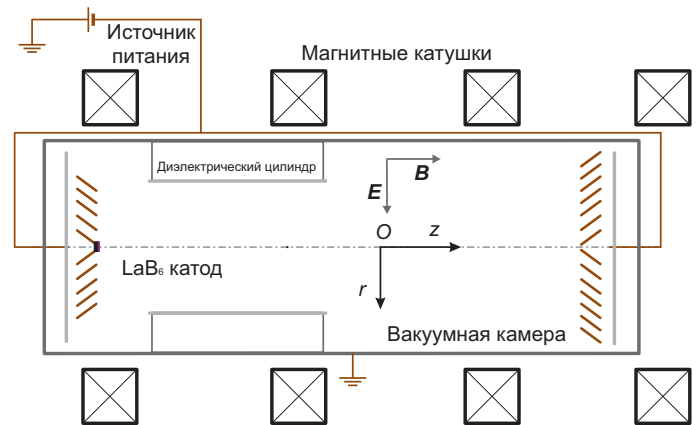 Источник
питания
Магнитные катушки
Диэлектрический цилиндр
B
E
O
z
LaB₆ катод
r
Вакуумная камера